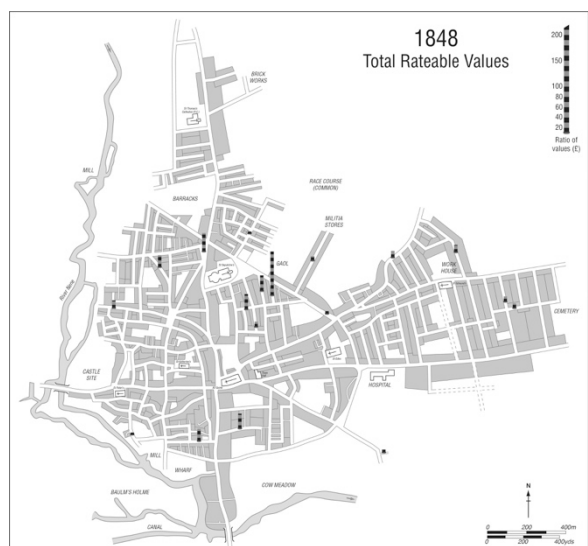 1848
Total Rateable Values
200
150
100
80
60
40
20
Ratio of
values (£)
BRICK
WORKS
MILL
RACE COURSE
(COMMON)
BARRACKS
MILITIA
STORES
GAOL
WORK
HOUSE
River Nene
CEMETERY
CASTLE
SITE
HOSPITAL
MILL
WHARF
COW MEADOW
BAULM'S HOLME
CANAL
N
0 200 400m
0 200 400yds